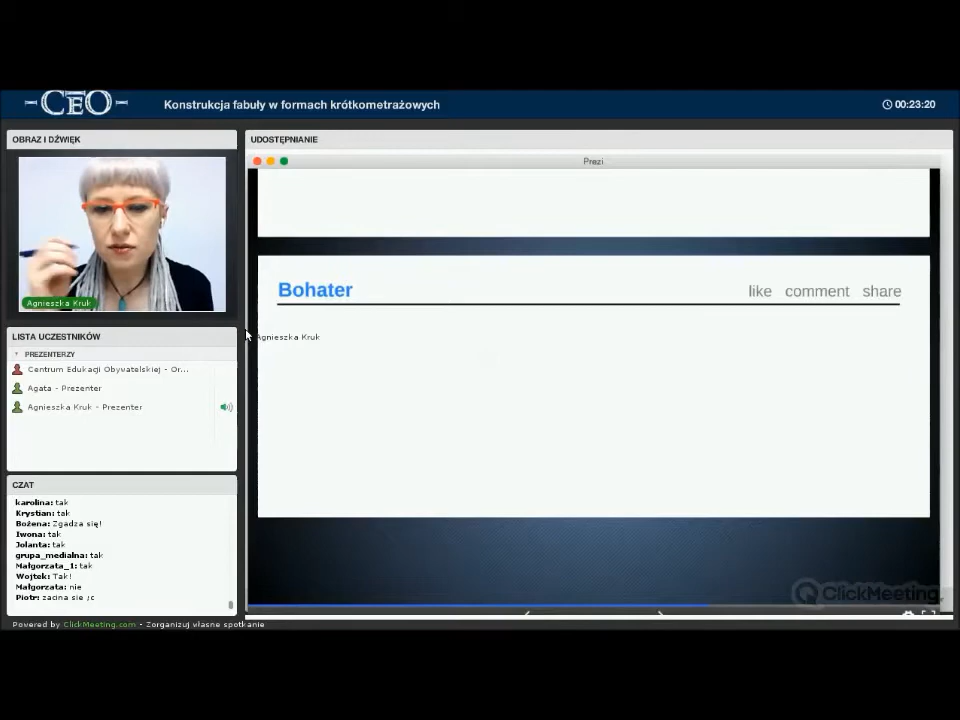 CEO
Konstrukcja fabuły w formach krótkometrażowych
00:23:20
OBRAZ I DŹWIĘK
UDOSTĘPNIANIE
Prezi
Agnieszka Kruk
Bohater
like comment share
Agnieszka Kruk
LISTA UCZESTNIKÓW
PREZENTERZY
Centrum Edukacji Obywatelskiej - Or...
Agata - Prezenter
Agnieszka Kruk - Prezenter
CZAT
karolina: tak
Krystian: tak
Bożena: Zgadza się!
Iwona: tak
Jolanta: tak
grupa_medialna: tak
Małgorzata_1: tak
Wojtek: Tak!
Małgorzata: nie
Piotr: zacina sie ;c
ClickMeeting
Powered by ClickMeeting.com - Zorganizuj własne spotkanie